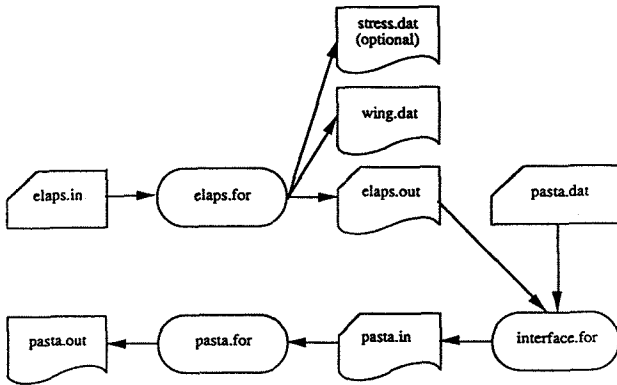 stress.dat
(optional)
wing.dat
elaps.in
elaps.for
elaps.out
pasta.dat
pasta.out
pasta.for
pasta.in
interface.for